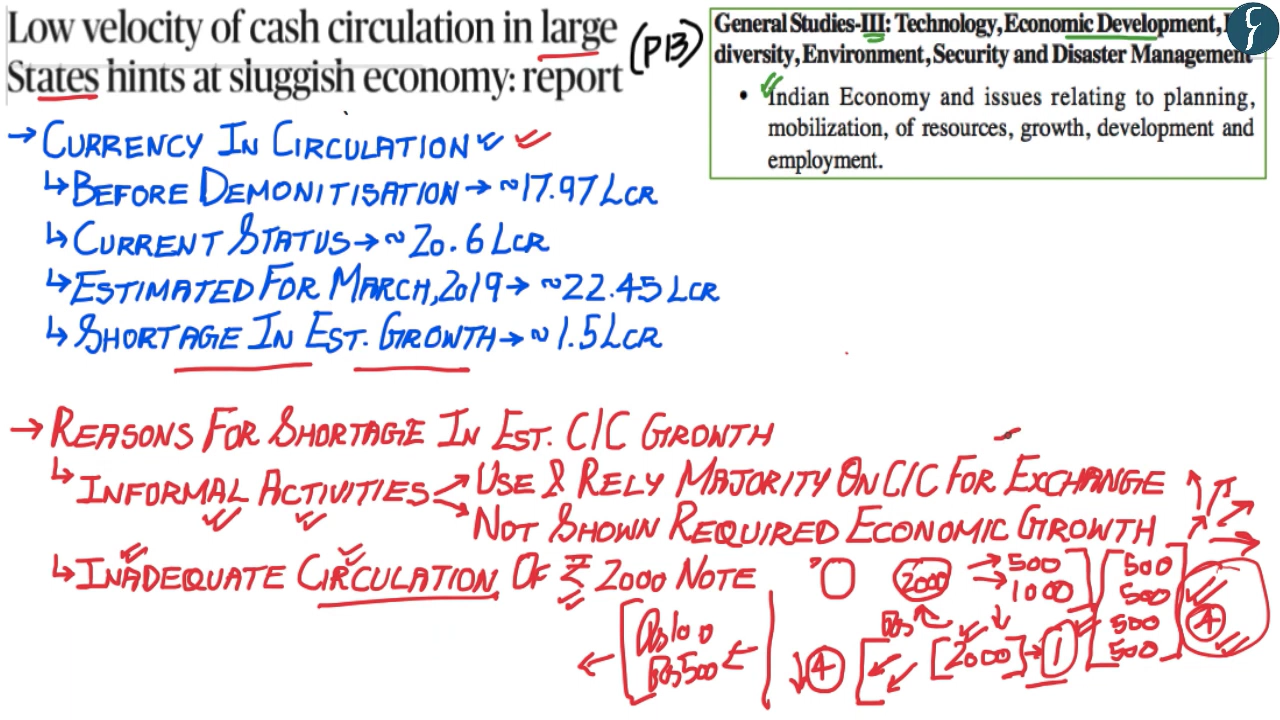 Low velocity of cash circulation in large
States hints at sluggish economy: report
(P13)
General Studies-III: Technology, Economic Development,
diversity, Environment, Security and Disaster Management
• Indian Economy and issues relating to planning,
mobilization, of resources, growth, development and
employment.
→ CURRENCY IN CIRCULATION
↳ BEFORE DEMONITISATION → ~17.97 LCR
↳ CURRENT STATUS → ~20.6 LCR
↳ ESTIMATED FOR MARCH, 2019 → ~22.45 LCR
↳ SHORTAGE IN EST. GROWTH → ~1.5 LCR
→ REASONS FOR SHORTAGE IN EST. C/C GROWTH
↳ INFORMAL ACTIVITIES
USE & RELY MAJORITY ON C/C FOR EXCHANGE
NOT SHOWN REQUIRED ECONOMIC GROWTH
↳ INADEQUATE CIRCULATION OF ₹ 2000 NOTE
2000 → 500
→ 1000
500
500
500
500
4
Rs100
Rs500
4
Rs
[2000] → 1